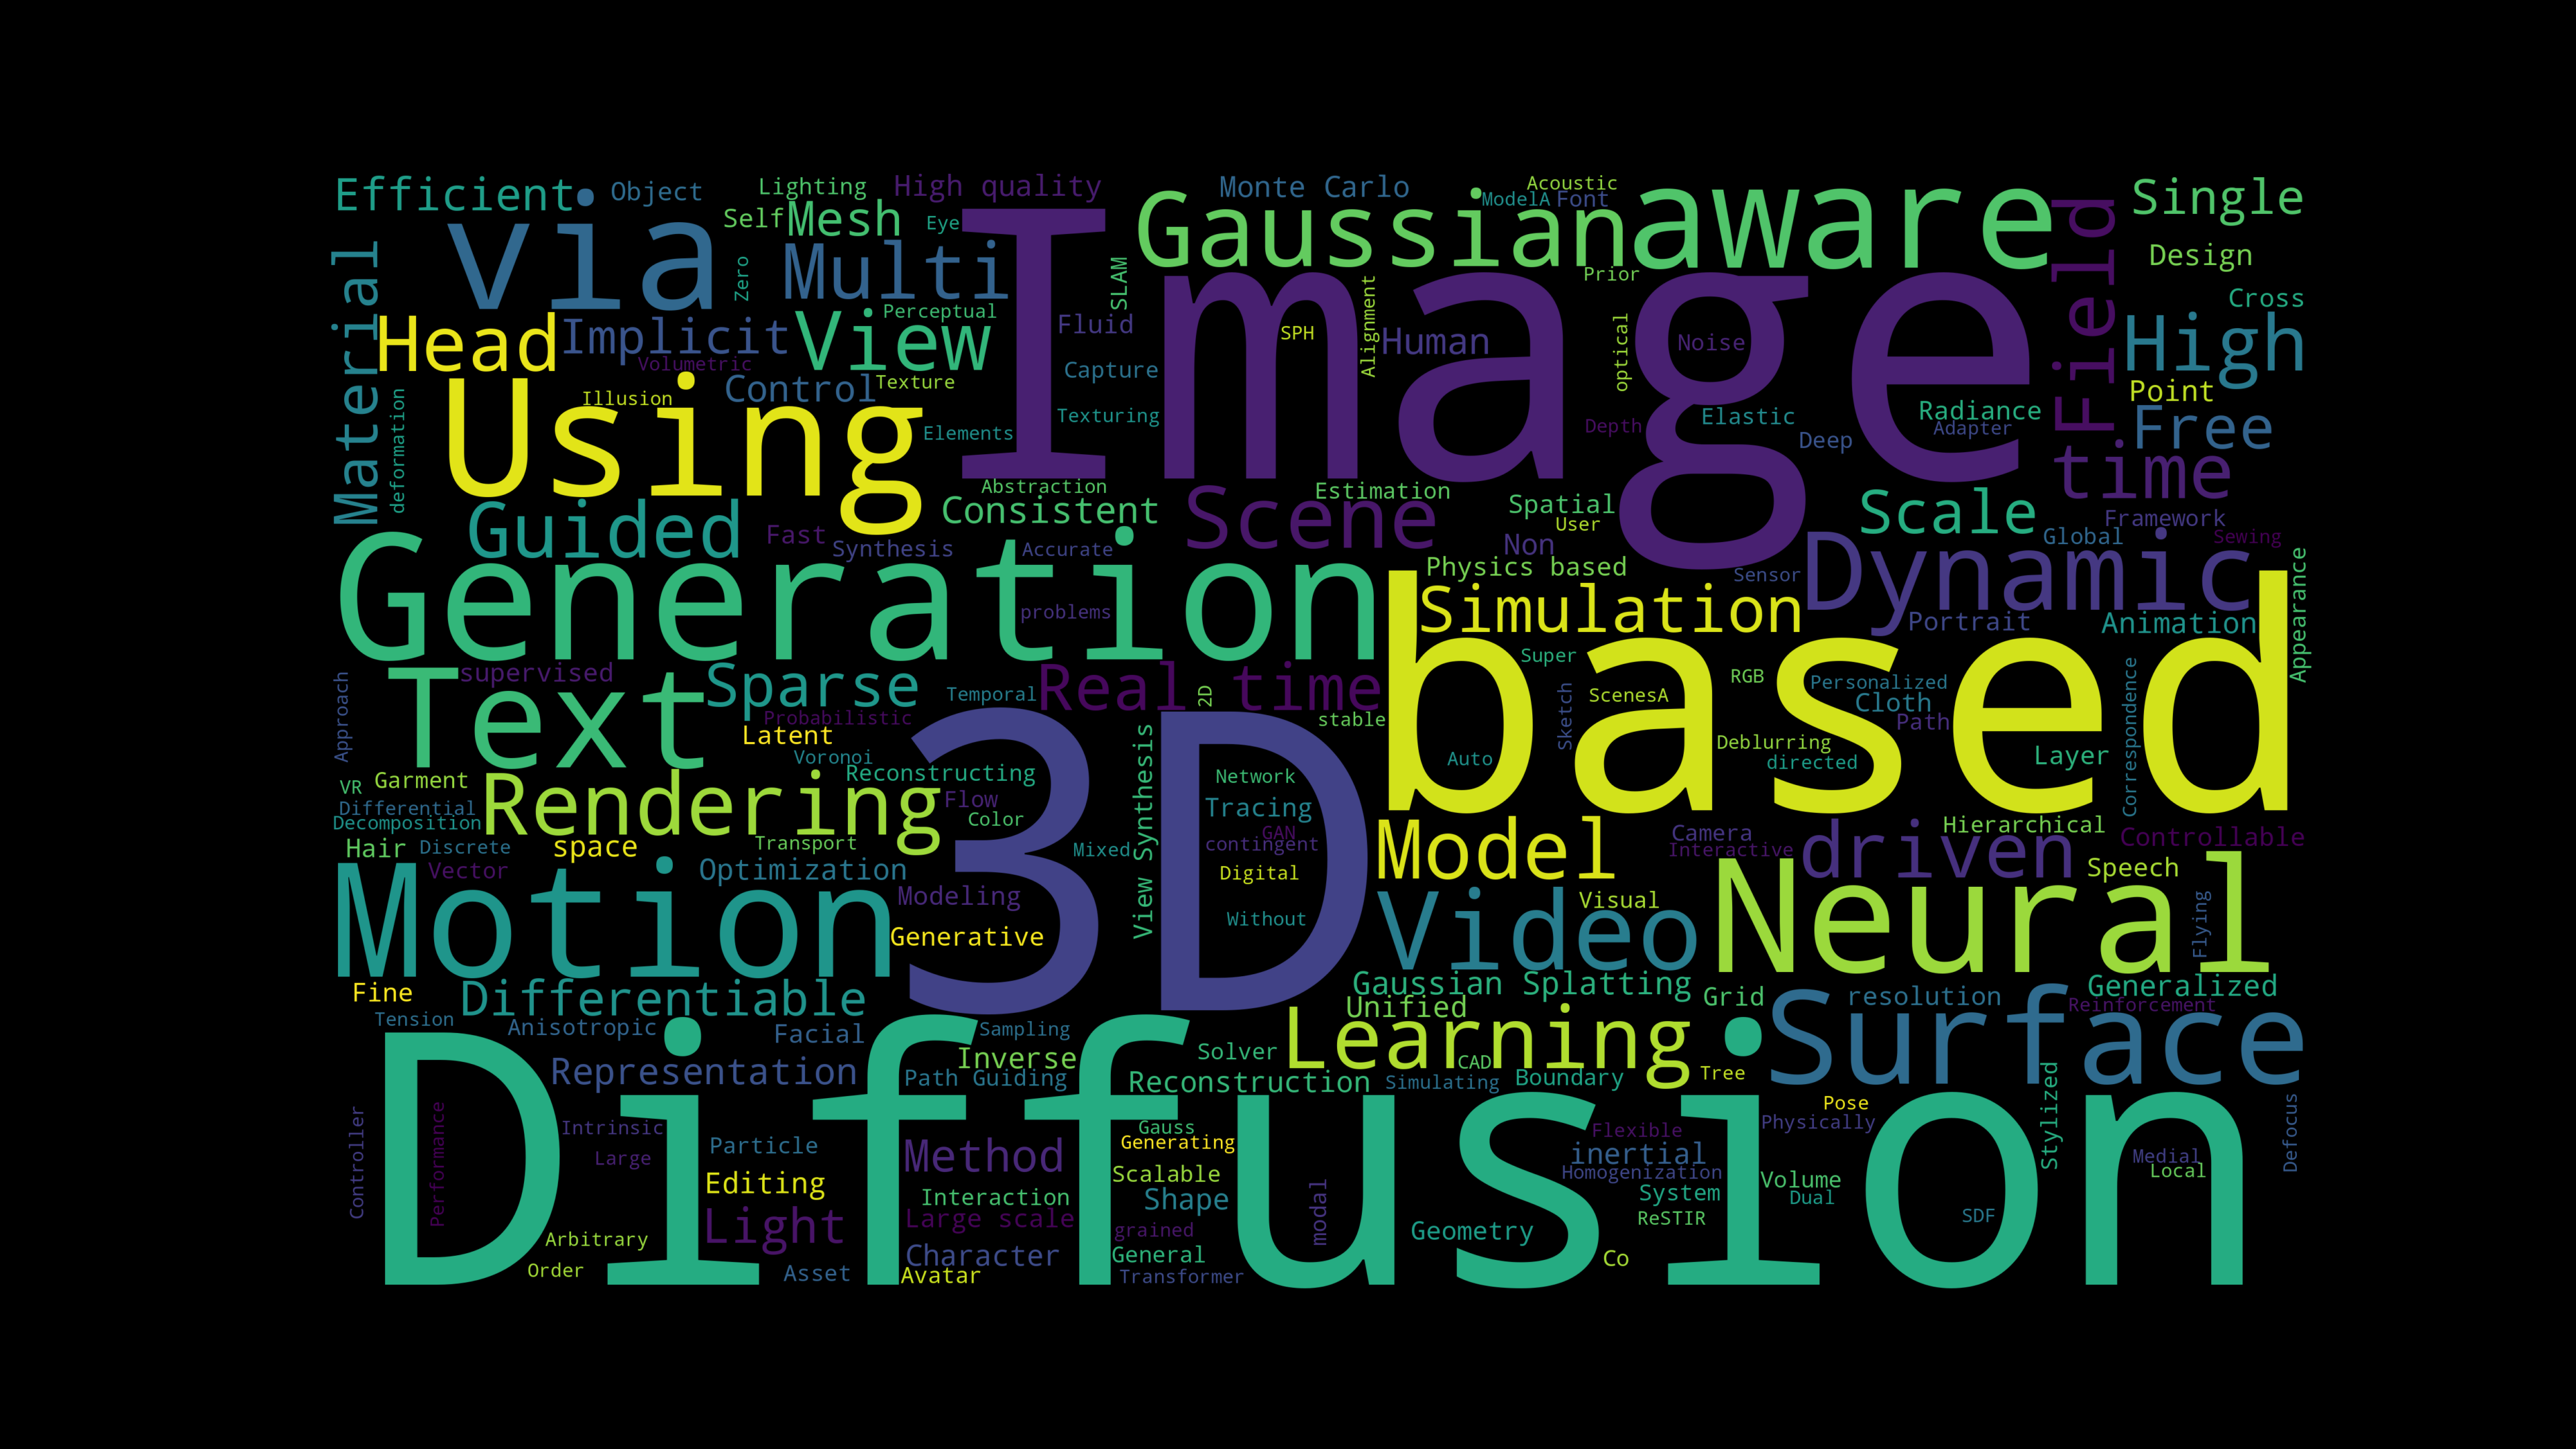 Efficient
Object
Lighting
High quality
Monte Carlo
Acoustic
ModelA
Font
Single
via
Self
Mesh
Eye
Image
Gaussian
aware
Field
Design
Material
Zero
Multi
SLAM
Alignment
Prior
Cross
Head
Implicit
View
Perceptual
Volumetric
Fluid
SPH
Human
optical
Noise
High
deformation
Using
Illusion
Control
Texture
Capture
Texturing
Elements
Depth
Elastic
Deep
Radiance
Adapter
Point
Free
time
Guided
Abstraction
Consistent
Scene
Estimation
Spatial
User
Non
Scale
Framework
Global
Sewing
Fast
Synthesis
Accurate
Generation
problems
Physics based
Sensor
Dynamic
Simulation
Portrait
Animation
Appearance
based
Text
supervised
Sparse
Temporal
Real time
2D
Super
Sketch
ScenesA
RGB
Personalized
Cloth
Path
Correspondence
Approach
Probabilistic
Latent
Voronoi
3D
View Synthesis
stable
Auto
Deblurring
directed
Layer
VR
Garment
Differential
Decomposition
Rendering
Reconstructing
Flow
Color
Network
Tracing
GAN
contingent
Digital
Without
Hair
Discrete
space
Transport
Mixed
Model
Camera
Interactive
driven
Hierarchical
Controllable
Motion
Vector
Optimization
Modeling
Generative
Video
Visual
Neural
Speech
Flying
Fine
Differentiable
Gaussian Splatting
Unified
Grid
resolution
Generalized
Reinforcement
Tension
Anisotropic
Facial
Sampling
Learning
Surface
Diffusion
Representation
Inverse
Path Guiding
Solver
Reconstruction
CAD
Simulating
Boundary
Tree
Stylized
Controller
Performance
Intrinsic
Large
Particle
Method
Gauss
Generating
Flexible
inertial
Homogenization
Pose
Physically
Medial
Local
Defocus
Editing
Interaction
Scalable
Shape
modal
System
Volume
Dual
Light
Large scale
grained
Geometry
ReSTIR
SDF
Arbitrary
Order
Asset
Character
Avatar
General
Transformer
Co